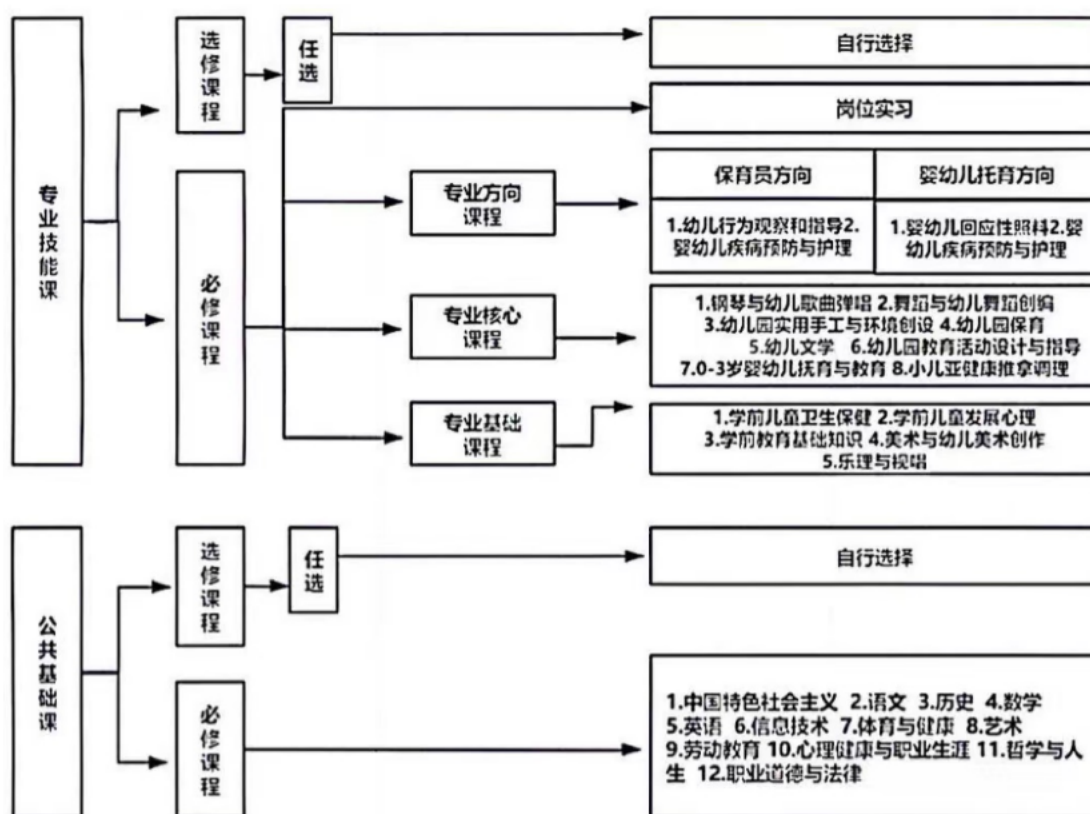 专业技能课
选修课程
任选
自行选择
岗位实习
必修课程
专业方向
课程
保育员方向
婴幼儿托育方向
1.幼儿行为观察和指导2.
婴幼儿疾病预防与护理
1.婴幼儿回应性照料2.婴
幼儿疾病预防与护理
专业核心
课程
1.钢琴与幼儿歌曲弹唱 2.舞蹈与幼儿舞蹈创编
3.幼儿园实用手工与环境创设 4.幼儿园保育
5.幼儿文学 6.幼儿园教育活动设计与指导
7.0-3岁婴幼儿抚育与教育 8.小儿亚健康推拿调理
专业基础
课程
1.学前儿童卫生保健 2.学前儿童发展心理
3.学前教育基础知识 4.美术与幼儿美术创作
5.乐理与视唱
公共基础课
选修课程
任选
自行选择
必修课程
1.中国特色社会主义 2.语文 3.历史 4.数学
5.英语 6.信息技术 7.体育与健康 8.艺术
9.劳动教育 10.心理健康与职业生涯 11.哲学与人
生 12.职业道德与法律